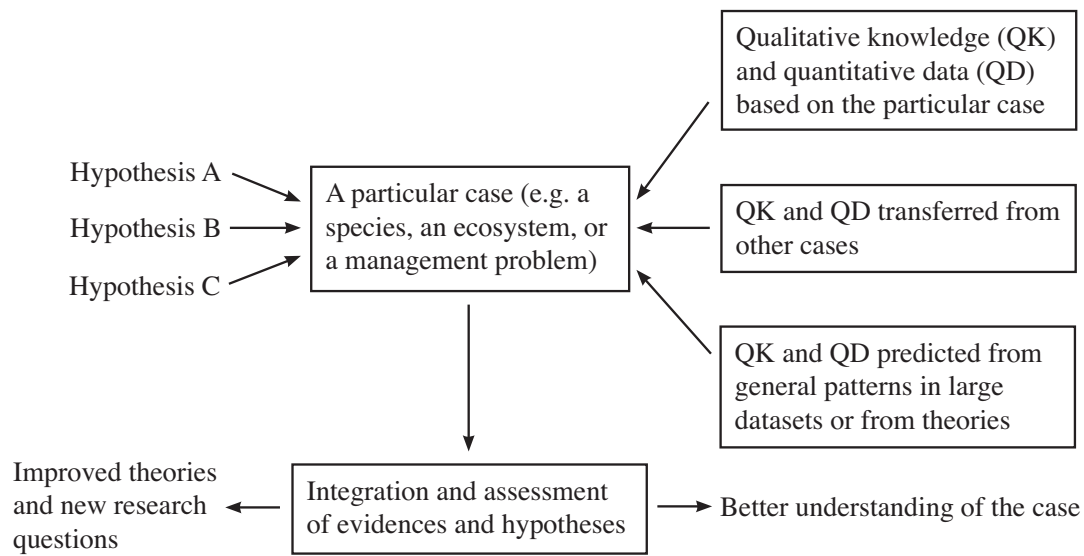 Qualitative knowledge (QK)
and quantitative data (QD)
based on the particular case
Hypothesis A
Hypothesis B
Hypothesis C
A particular case (e.g. a
species, an ecosystem, or
a management problem)
QK and QD transferred from
other cases
QK and QD predicted from
general patterns in large
datasets or from theories
Improved theories
and new research
questions
Integration and assessment
of evidences and hypotheses
Better understanding of the case